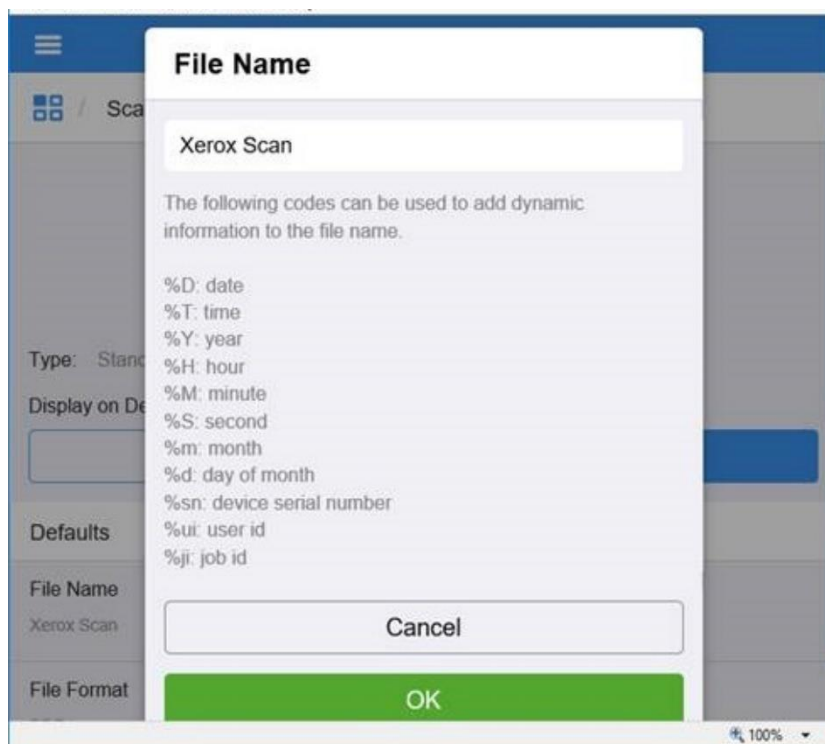 File Name
/ Sca
Xerox Scan
The following codes can be used to add dynamic
information to the file name.
%D: date
%T: time
%Y: year
%H: hour
%M: minute
%S: second
%m: month
%d: day of month
%sn: device serial number
%ui: user id
%ji: job id
Type: Stand
Display on De
Defaults
File Name
Xerox Scan
File Format
Cancel
OK
100%